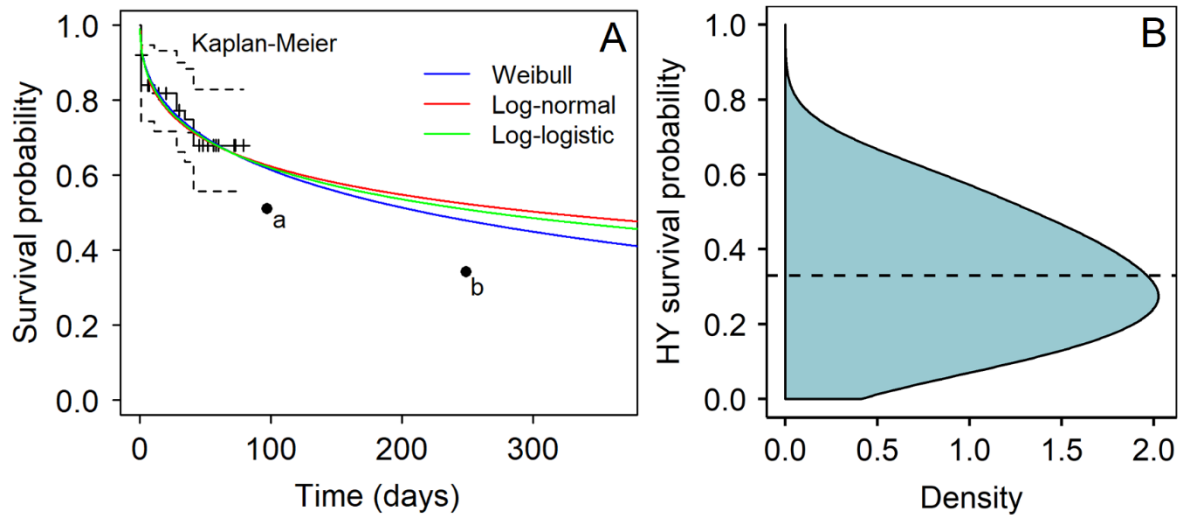 A
Kaplan-Meier
Weibull
Log-normal
Log-logistic
a
b
Survival probability
1.0
0.8
0.6
0.4
0.2
0.0
0 100 200 300
Time (days)
B
HY survival probability
1.0
0.8
0.6
0.4
0.2
0.0
0.0 0.5 1.0 1.5 2.0
Density